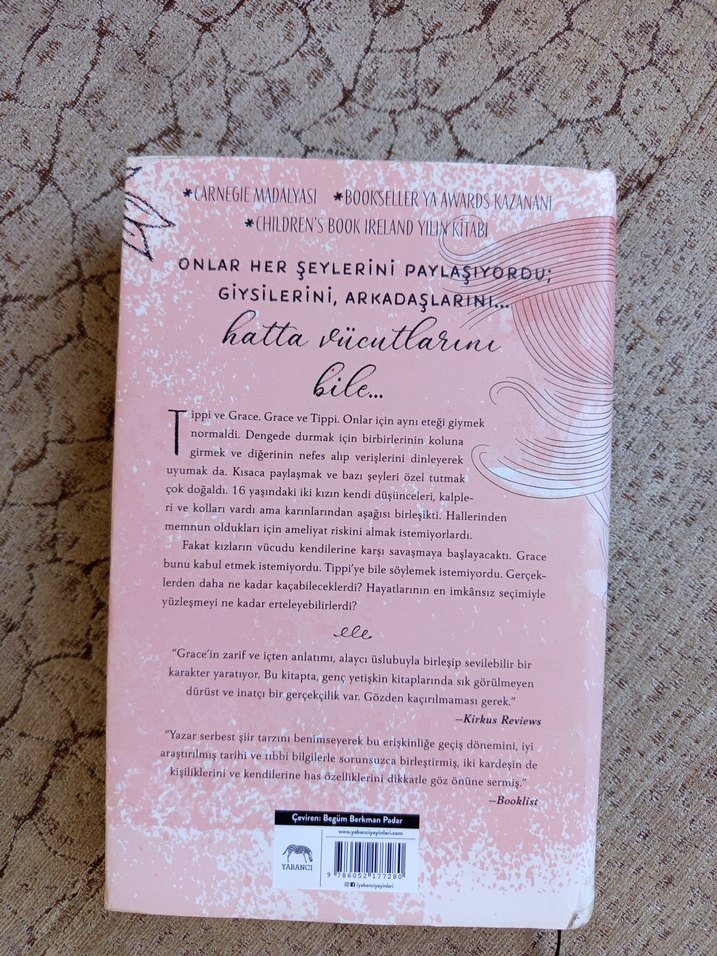 *CARNEGIE MADALYASI *BOOKSELLER YA AWARDS KAZANANI
*CHILDREN'S BOOK IRELAND YILIN KİTABI
ONLAR HER ŞEYLERİNİ PAYLAŞIYORDU;
GİYSİLERİNİ, ARKADAŞLARINI...
hatta vücutlarını
bile...
Tippi ve Grace. Grace ve Tippi. Onlar için aynı eteği giymek
normaldi. Dengede durmak için birbirlerinin koluna
girmek ve diğerinin nefes alıp verişlerini dinleyerek
uyumak da. Kısaca paylaşmak ve bazı şeyleri özel tutmak
çok doğaldı. 16 yaşındaki iki kızın kendi düşünceleri, kalple-
ri ve kolları vardı ama karınlarından aşağısı birleşikti. Hallerinden
memnun oldukları için ameliyat riskini almak istemiyorlardı.
Fakat kızların vücudu kendilerine karşı savaşmaya başlayacaktı. Grace
bunu kabul etmek istemiyordu. Tippi'ye bile söylemek istemiyordu. Gerçek-
lerden daha ne kadar kaçabileceklerdi? Hayatlarının en imkânsız seçimiyle
yüzleşmeyi ne kadar erteleyebilirlerdi?
"Grace'in zarif ve içten anlatımı, alaycı üslubuyla birleşip sevilebilir bir
karakter yaratıyor. Bu kitapta, genç yetişkin kitaplarında sık görülmeyen
dürüst ve inatçı bir gerçekçilik var. Gözden kaçırılmaması gerek."
—Kirkus Reviews
"Yazar serbest şiir tarzını benimseyerek bu erişkinliğe geçiş dönemini, iyi
araştırılmış tarihi ve tıbbi bilgilerle sorunsuzca birleştirmiş, iki kardeşin de
kişiliklerini ve kendilerine has özelliklerini dikkatle göz önüne sermiş."
—Booklist
Çeviren: Begüm Berkman Padar
www.yabanciyayinlari.com
YABANCI
9 786052 177280
/yabanciyayinlari